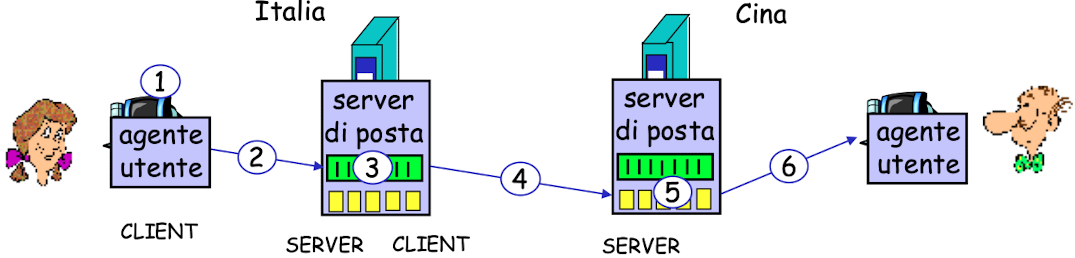 Italia
Cina
1
server
di posta
server
di posta
agente
utente
agente
utente
2
3
4
5
6
CLIENT
SERVER
CLIENT
SERVER